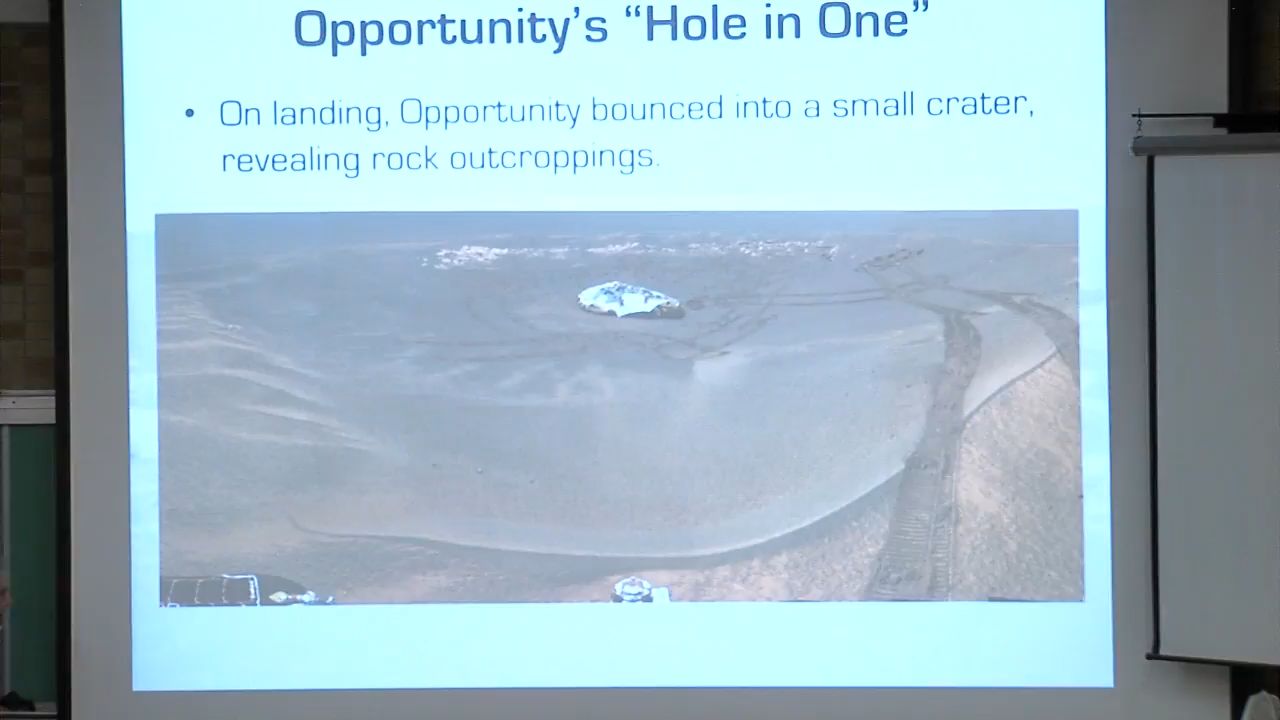 Opportunity's “Hole in One”
• On landing, Opportunity bounced into a small crater,
revealing rock outcroppings.